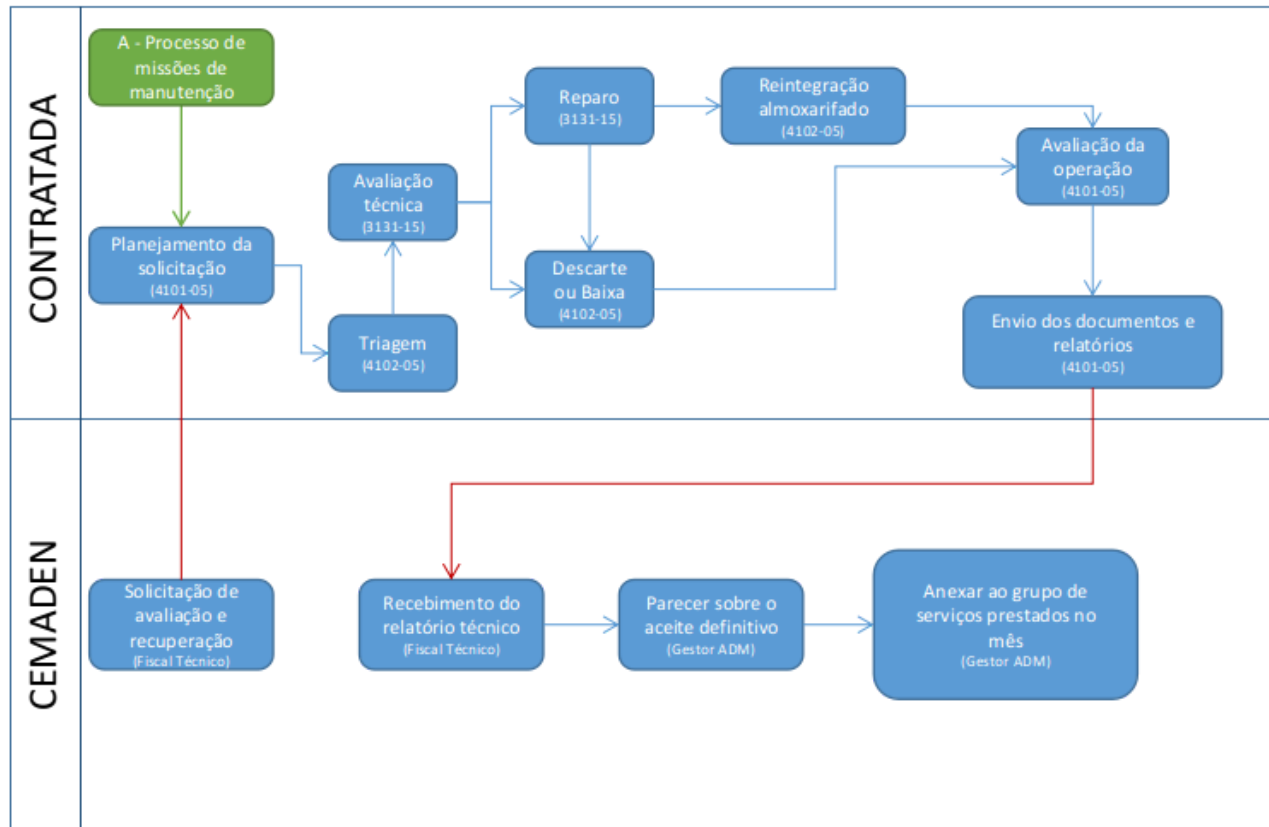 CONTRATADA
A - Processo de
missões de
manutenção
Planejamento da
solicitação
(4101-05)
Triagem
(4102-05)
Avaliação
técnica
(3131-15)
Reparo
(3131-15)
Descarte
ou Baixa
(4102-05)
Reintegração
almoxarifado
(4102-05)
Avaliação da
operação
(4101-05)
Envio dos documentos e
relatórios
(4101-05)
CEMADEN
Solicitação de
avaliação e
recuperação
(Fiscal Técnico)
Recebimento do
relatório técnico
(Fiscal Técnico)
Parecer sobre o
aceite definitivo
(Gestor ADM)
Anexar ao grupo de
serviços prestados no
mês
(Gestor ADM)